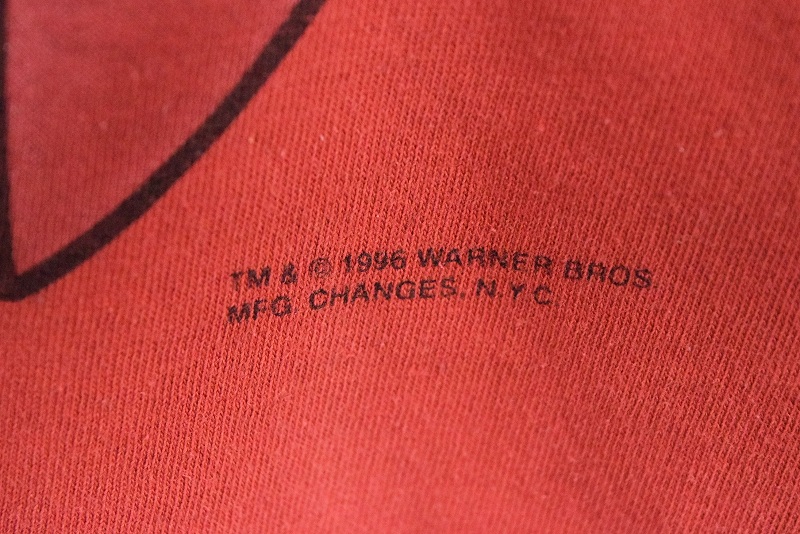 TM & © 1996 WARNER BROS.
MFG. CHANGES. N.Y.C.